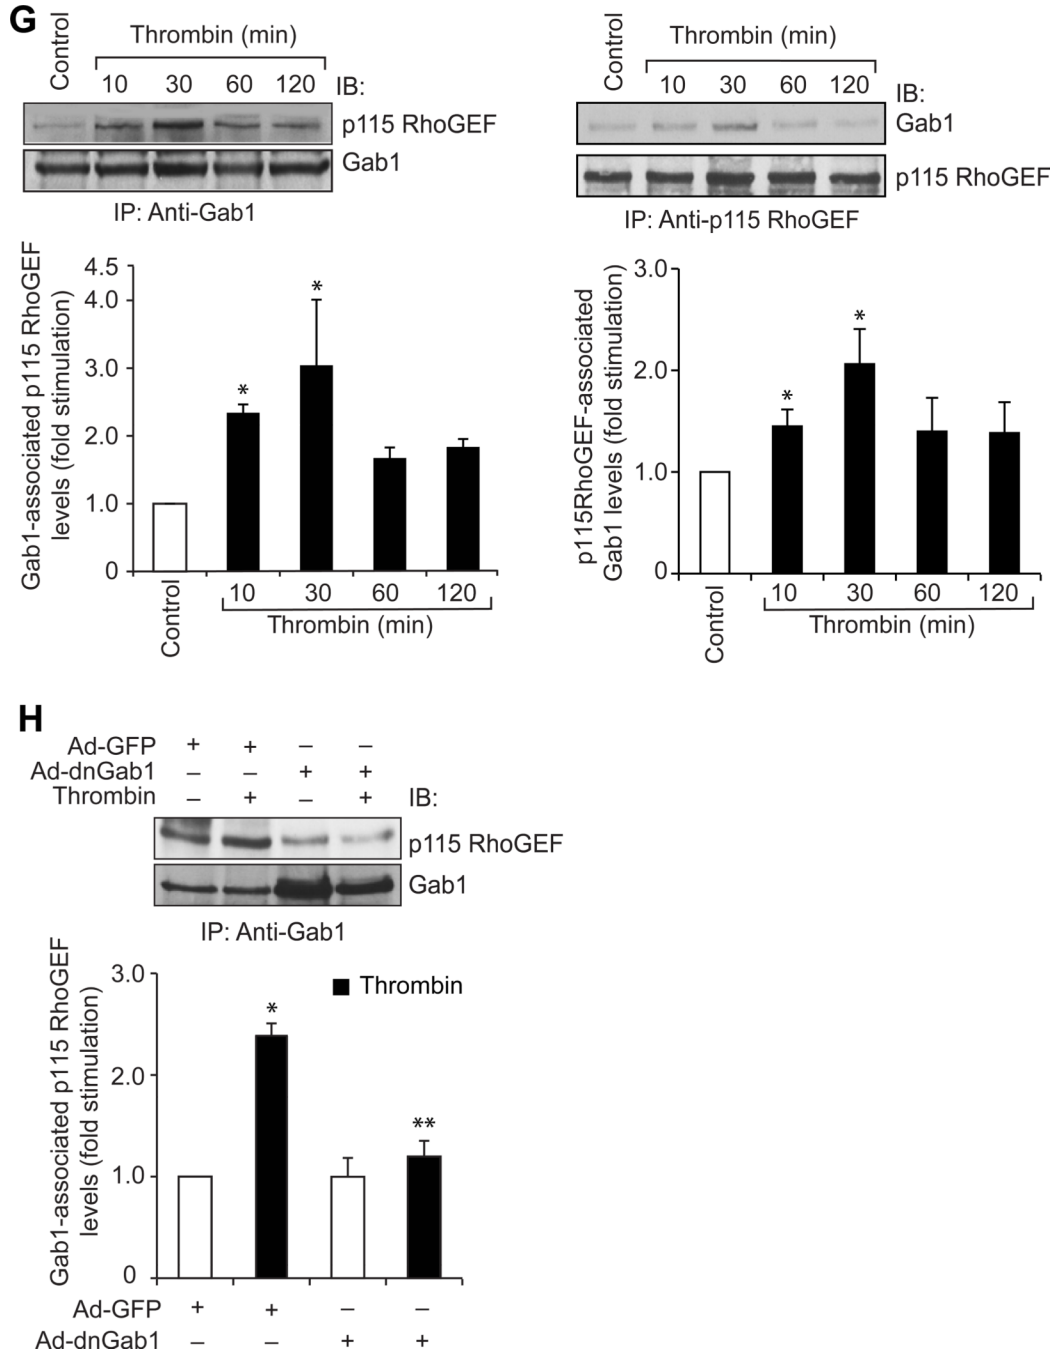 G
Control
Thrombin (min)
10 30 60 120 IB:
p115 RhoGEF
Gab1
IP: Anti-Gab1
Gab1-associated p115 RhoGEF
levels (fold stimulation)
4.5
4.0
3.0
2.0
1.0
0
*
*
Control
10 30 60 120
Thrombin (min)
Control
Thrombin (min)
10 30 60 120 IB:
Gab1
p115 RhoGEF
IP: Anti-p115 RhoGEF
p115RhoGEF-associated
Gab1 levels (fold stimulation)
3.0
2.0
1.0
0
*
*
Control
10 30 60 120
Thrombin (min)
H
Ad-GFP + + – –
Ad-dnGab1 – – + +
Thrombin – + – + IB:
p115 RhoGEF
Gab1
IP: Anti-Gab1
Gab1-associated p115 RhoGEF
levels (fold stimulation)
3.0
2.0
1.0
0
Thrombin
*
**
Ad-GFP + + – –
Ad-dnGab1 – – + +